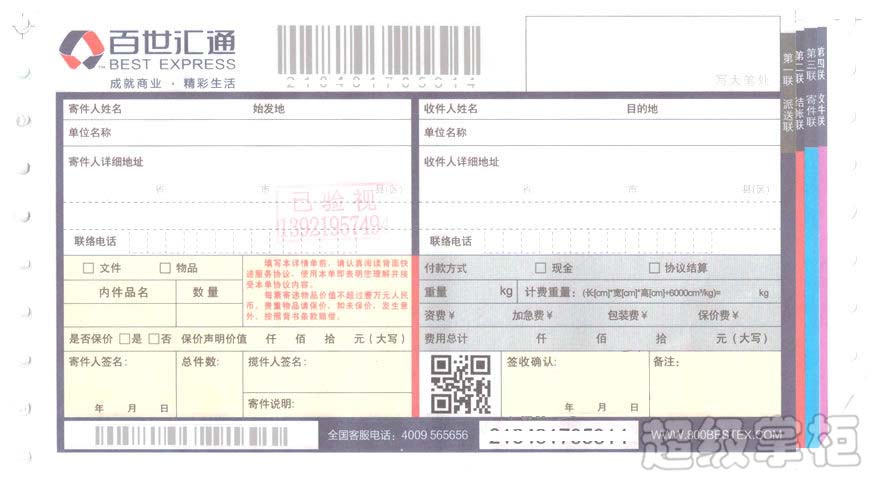 百世汇通
BEST EXPRESS
成就商业 · 精彩生活
写大笔处
第一联 派送联
第二联 结账联
第三联 寄件联
第四联 收件联
寄件人姓名 始发地
收件人姓名 目的地
单位名称
单位名称
寄件人详细地址
收件人详细地址
省 市 县(区)
省 市 县(区)
已验视
13921957494
联络电话
联络电话
文件 物品
填写本详情单前,请认真阅读背面快
递服务协议,使用本单即表明您理解并接
受本单协议内容。
每票寄递物品价值不超过壹万元人民
币,贵重物品请保价,如未保价,发生意
外,按照背书条款赔偿。
内件品名 数量
付款方式 现金 协议结算
重量 kg 计费重量:(长[cm]*宽[cm]*高[cm]÷6000cm³/kg)= kg
资费¥ 加急费¥ 包装费¥ 保价费¥
是否保价 是 否 保价声明价值 仟 佰 拾 元(大写)
费用总计 仟 佰 拾 元(大写)
寄件人签名: 总件数: 揽件人签名:
签收确认: 备注:
年 月 日
寄件说明:
年 月 日
全国客服电话:4009 565656
WWW.800BESTEX.COM
超级掌柜